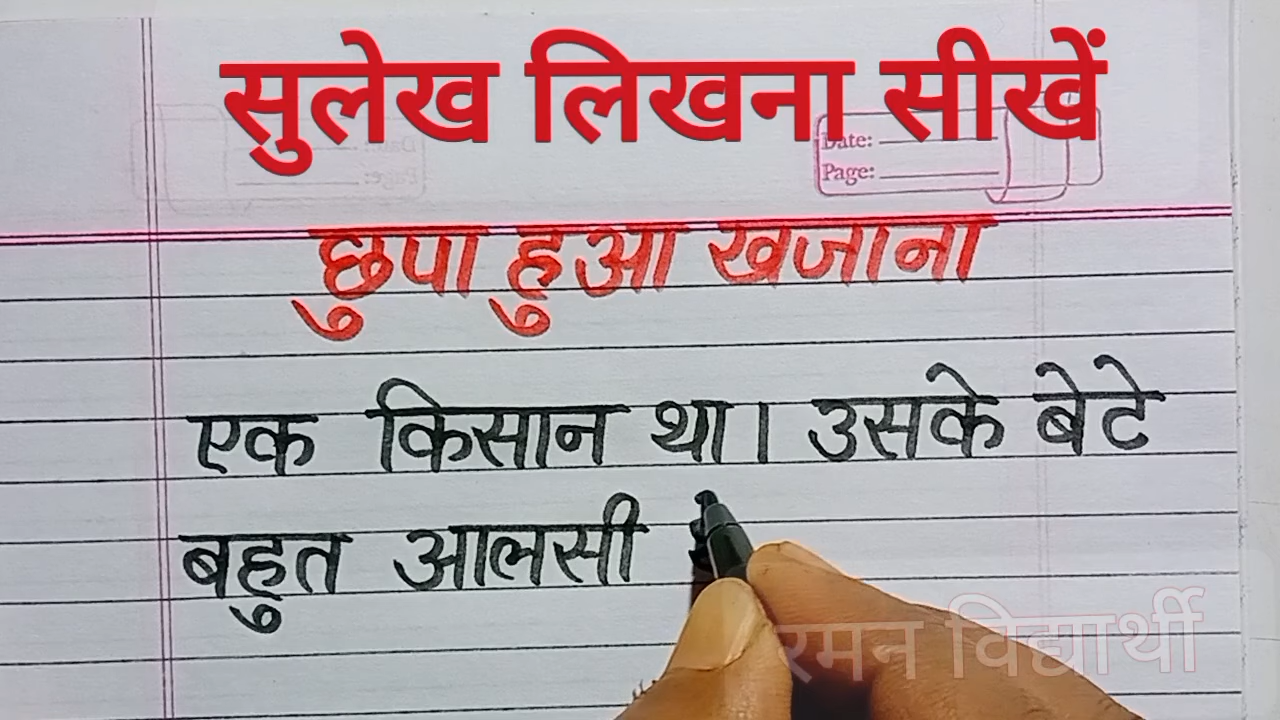 सुलेख लिखना सीखें
Date:
Page:
छुपा हुआ खजाना
एक किसान था। उसके बेटे
बहुत आलसी
रमन विद्यार्थी